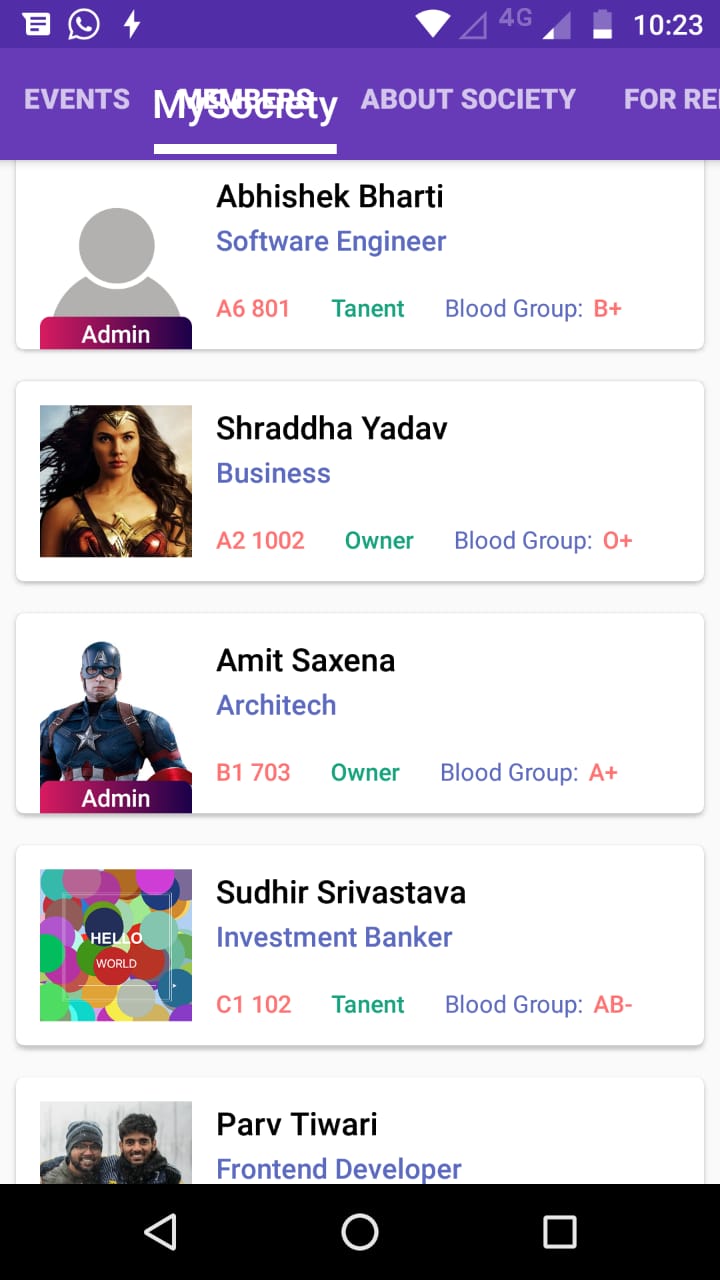 4G 10:23
EVENTS MEMBERS ABOUT SOCIETY FOR RE
MySociety
Abhishek Bharti
Software Engineer
A6 801 Tanent Blood Group: B+
Admin
Shraddha Yadav
Business
A2 1002 Owner Blood Group: O+
Amit Saxena
Architech
B1 703 Owner Blood Group: A+
Admin
Sudhir Srivastava
HELLO
Investment Banker
WORLD
C1 102 Tanent Blood Group: AB-
Parv Tiwari
Frontend Developer